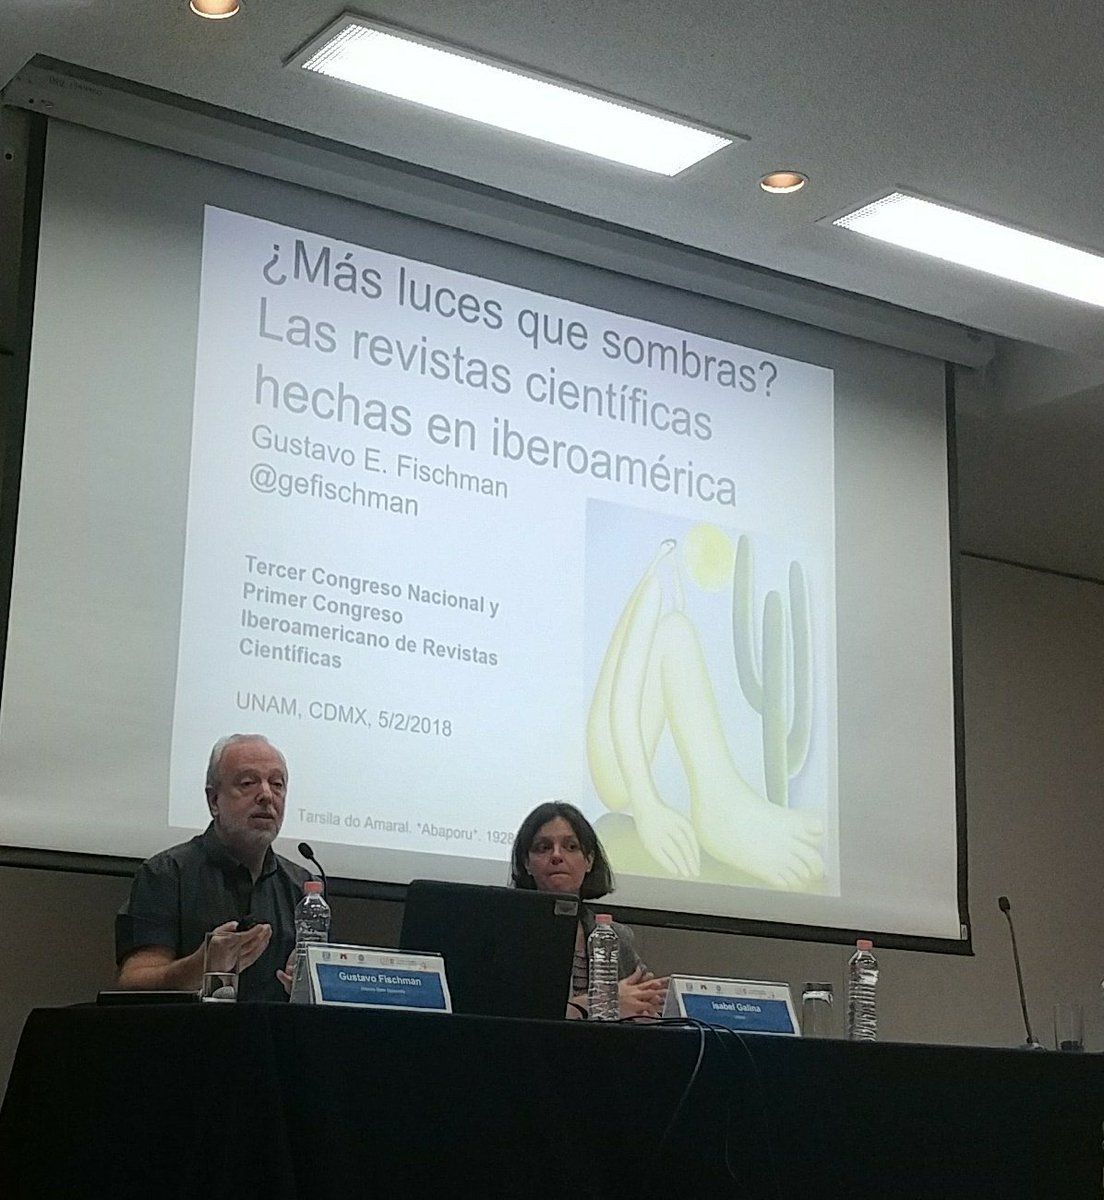 ¿Más luces que sombras?
Las revistas científicas
hechas en iberoamérica
Gustavo E. Fischman
@gefischman
Tercer Congreso Nacional y
Primer Congreso
Iberoamericano de Revistas
Científicas
UNAM, CDMX, 5/2/2018
Tarsila do Amaral. "Abaporu". 1928
Gustavo Fischman
Isabel Galina